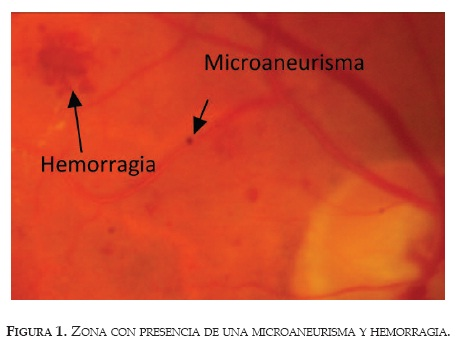 Microaneurisma
Hemorragia
FIGURA 1. ZONA CON PRESENCIA DE UNA MICROANEURISMA Y HEMORRAGIA.